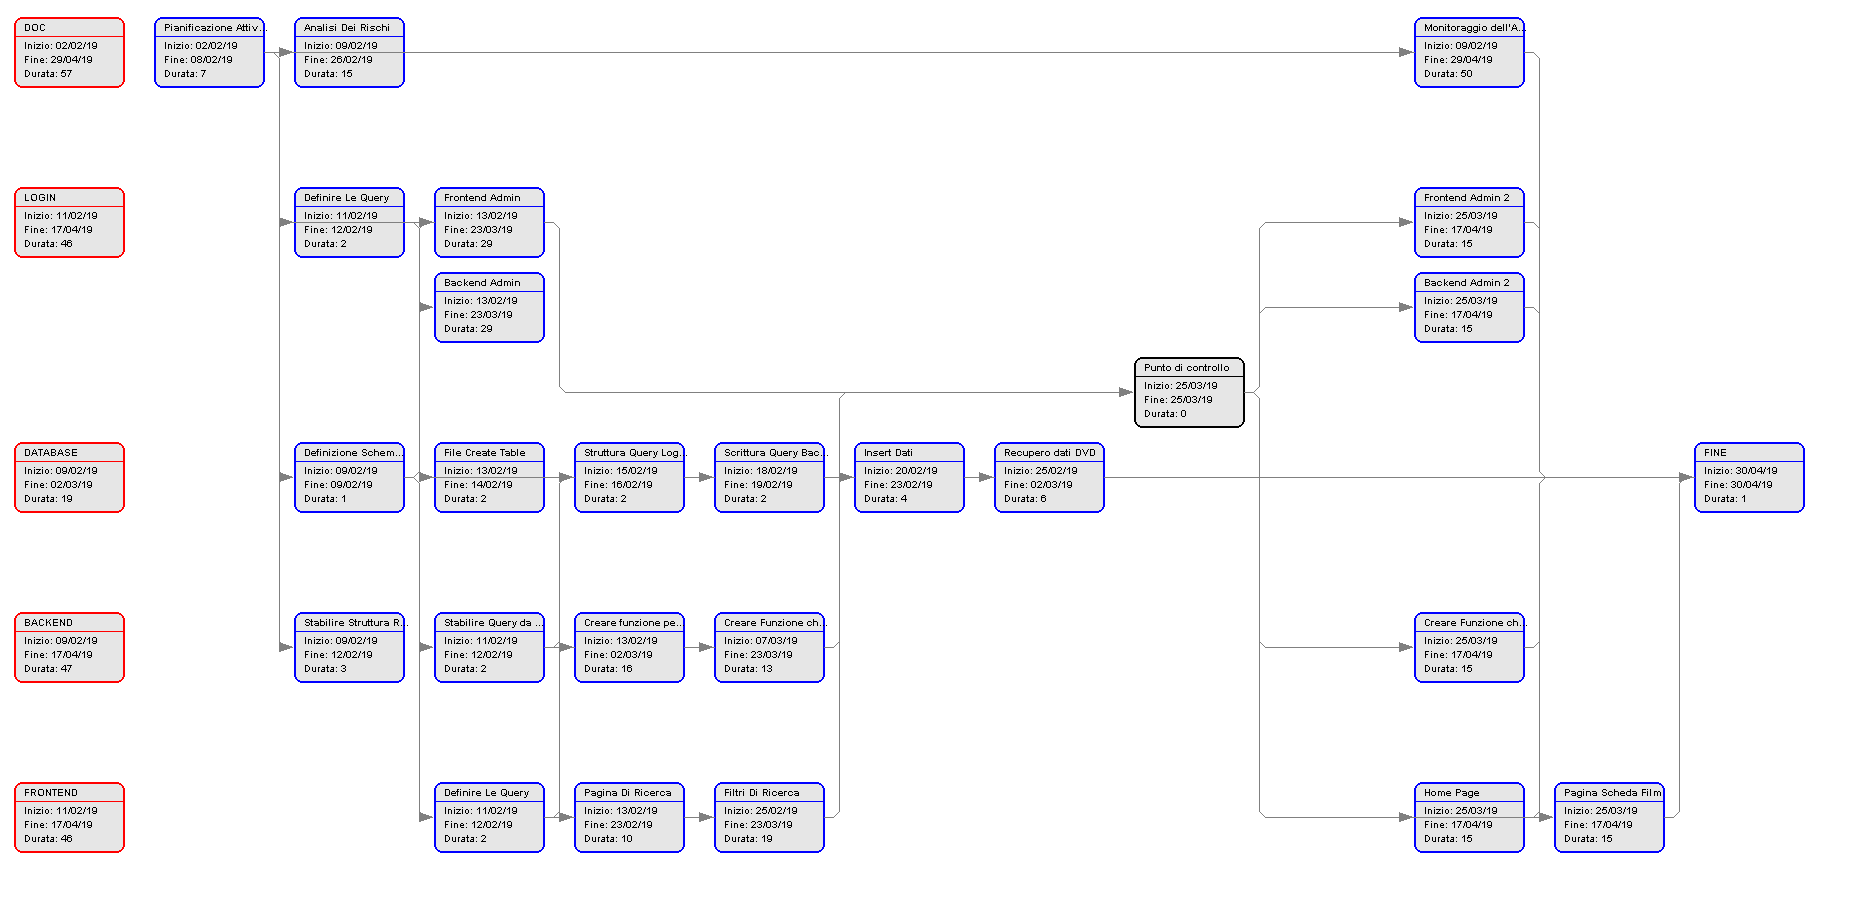 DOC
Inizio: 02/02/19
Fine: 29/04/19
Durata: 57
Pianificazione Attiv...
Inizio: 02/02/19
Fine: 08/02/19
Durata: 7
Analisi Dei Rischi
Inizio: 09/02/19
Fine: 26/02/19
Durata: 15
Monitoraggio dell'A...
Inizio: 09/02/19
Fine: 29/04/19
Durata: 50
LOGIN
Inizio: 11/02/19
Fine: 17/04/19
Durata: 46
Definire Le Query
Inizio: 11/02/19
Fine: 12/02/19
Durata: 2
Frontend Admin
Inizio: 13/02/19
Fine: 23/03/19
Durata: 29
Frontend Admin 2
Inizio: 25/03/19
Fine: 17/04/19
Durata: 15
Backend Admin
Inizio: 13/02/19
Fine: 23/03/19
Durata: 29
Backend Admin 2
Inizio: 25/03/19
Fine: 17/04/19
Durata: 15
Punto di controllo
Inizio: 25/03/19
Fine: 25/03/19
Durata: 0
DATABASE
Inizio: 09/02/19
Fine: 02/03/19
Durata: 19
Definizione Schem...
Inizio: 09/02/19
Fine: 09/02/19
Durata: 1
File Create Table
Inizio: 13/02/19
Fine: 14/02/19
Durata: 2
Struttura Query Log...
Inizio: 15/02/19
Fine: 16/02/19
Durata: 2
Scrittura Query Bac...
Inizio: 18/02/19
Fine: 19/02/19
Durata: 2
Insert Dati
Inizio: 20/02/19
Fine: 23/02/19
Durata: 4
Recupero dati DVD
Inizio: 25/02/19
Fine: 02/03/19
Durata: 6
FINE
Inizio: 30/04/19
Fine: 30/04/19
Durata: 1
BACKEND
Inizio: 09/02/19
Fine: 17/04/19
Durata: 47
Stabilire Struttura R...
Inizio: 09/02/19
Fine: 12/02/19
Durata: 3
Stabilire Query da ...
Inizio: 11/02/19
Fine: 12/02/19
Durata: 2
Creare funzione pe...
Inizio: 13/02/19
Fine: 02/03/19
Durata: 16
Creare Funzione ch...
Inizio: 07/03/19
Fine: 23/03/19
Durata: 13
Creare Funzione ch...
Inizio: 25/03/19
Fine: 17/04/19
Durata: 15
FRONTEND
Inizio: 11/02/19
Fine: 17/04/19
Durata: 46
Definire Le Query
Inizio: 11/02/19
Fine: 12/02/19
Durata: 2
Pagina Di Ricerca
Inizio: 13/02/19
Fine: 23/02/19
Durata: 10
Filtri Di Ricerca
Inizio: 25/02/19
Fine: 23/03/19
Durata: 19
Home Page
Inizio: 25/03/19
Fine: 17/04/19
Durata: 15
Pagina Scheda Film
Inizio: 25/03/19
Fine: 17/04/19
Durata: 15